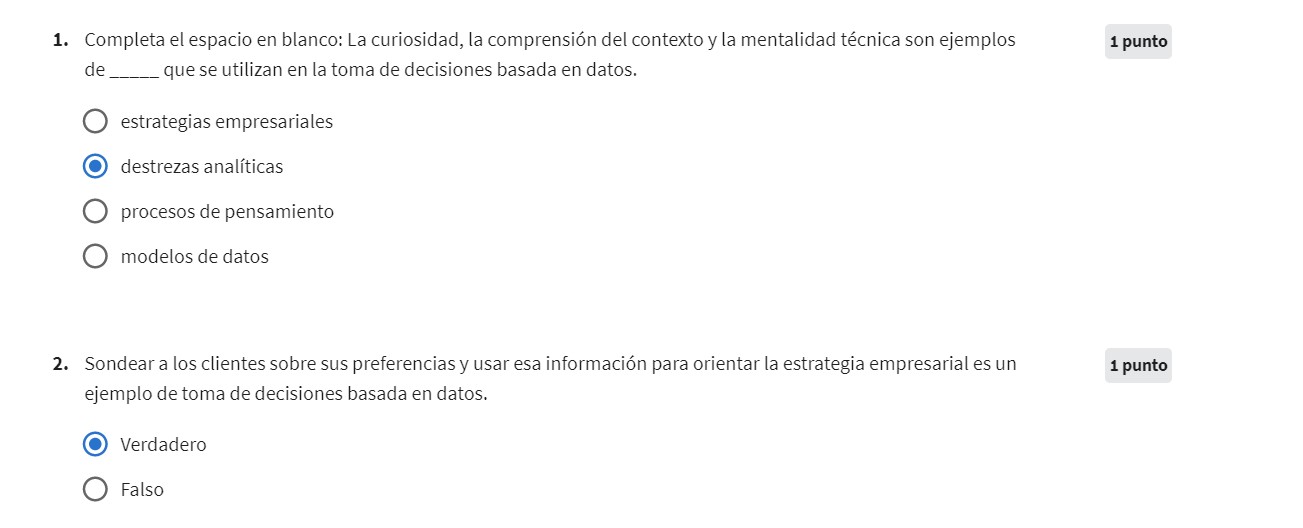 1. Completa el espacio en blanco: La curiosidad, la comprensión del contexto y la mentalidad técnica son ejemplos
1 punto
de _____ que se utilizan en la toma de decisiones basada en datos.
estrategias empresariales
destrezas analíticas
procesos de pensamiento
modelos de datos
2. Sondear a los clientes sobre sus preferencias y usar esa información para orientar la estrategia empresarial es un
1 punto
ejemplo de toma de decisiones basada en datos.
Verdadero
Falso